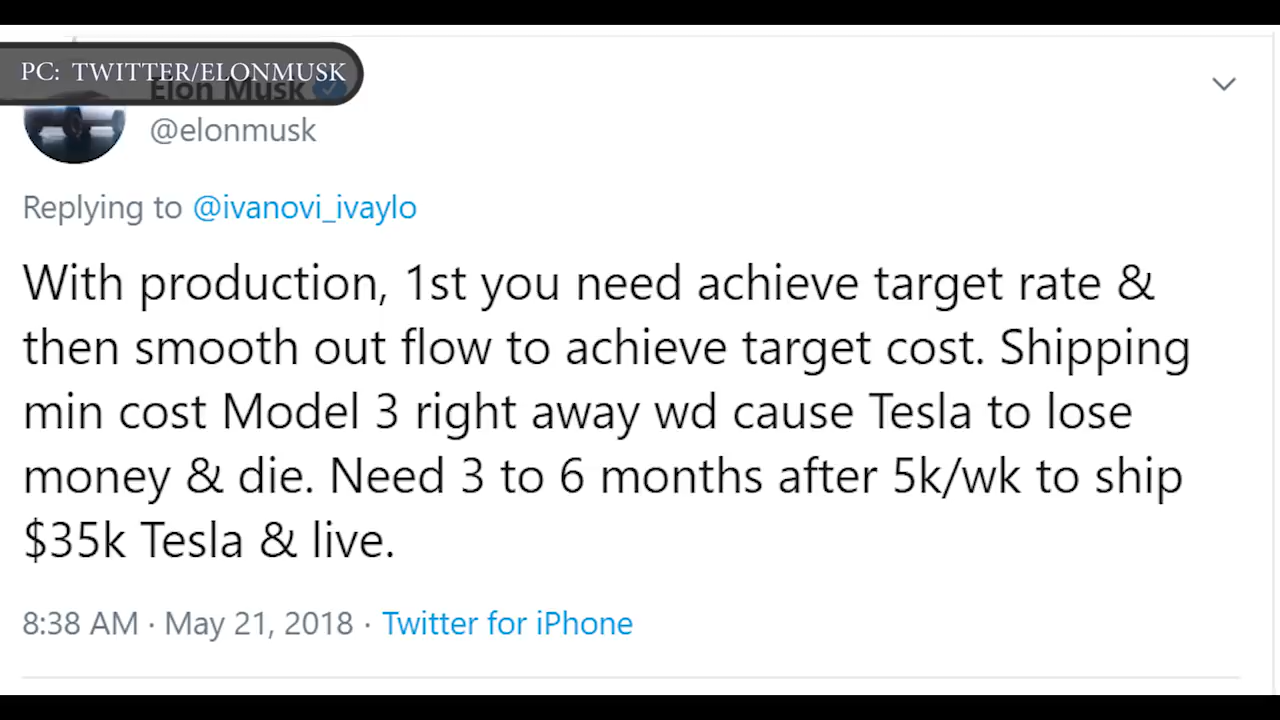 PC: TWITTER/ELONMUSK
Elon Musk
@elonmusk
Replying to @ivanovi_ivaylo
With production, 1st you need achieve target rate &
then smooth out flow to achieve target cost. Shipping
min cost Model 3 right away wd cause Tesla to lose
money & die. Need 3 to 6 months after 5k/wk to ship
$35k Tesla & live.
8:38 AM · May 21, 2018 · Twitter for iPhone